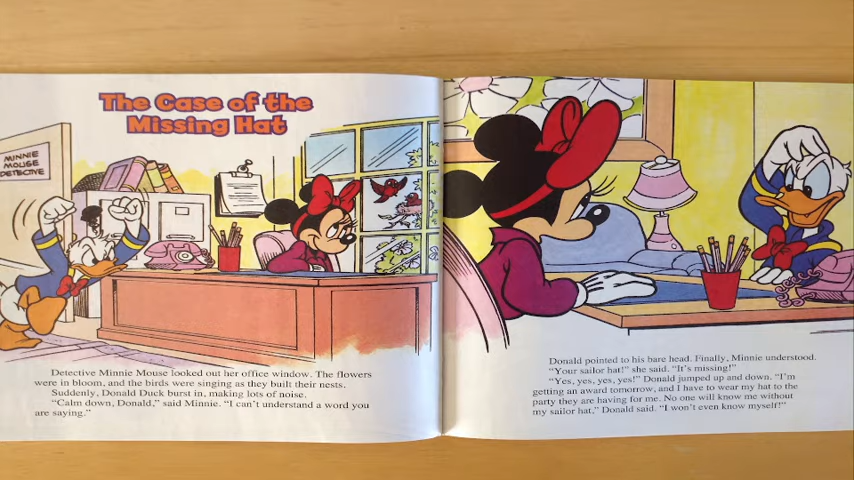 The Case of the
Missing Hat
MINNIE
MOUSE
DETECTIVE
Detective Minnie Mouse looked out her office window. The flowers
were in bloom, and the birds were singing as they built their nests.
Suddenly, Donald Duck burst in, making lots of noise.
"Calm down, Donald," said Minnie. "I can't understand a word you
are saying."
Donald pointed to his bare head. Finally, Minnie understood.
"Your sailor hat!" she said. "It's missing!"
"Yes, yes, yes, yes!" Donald jumped up and down. "I'm
getting an award tomorrow, and I have to wear my hat to the
party they are having for me. No one will know me without
my sailor hat," Donald said. "I won't even know myself!"